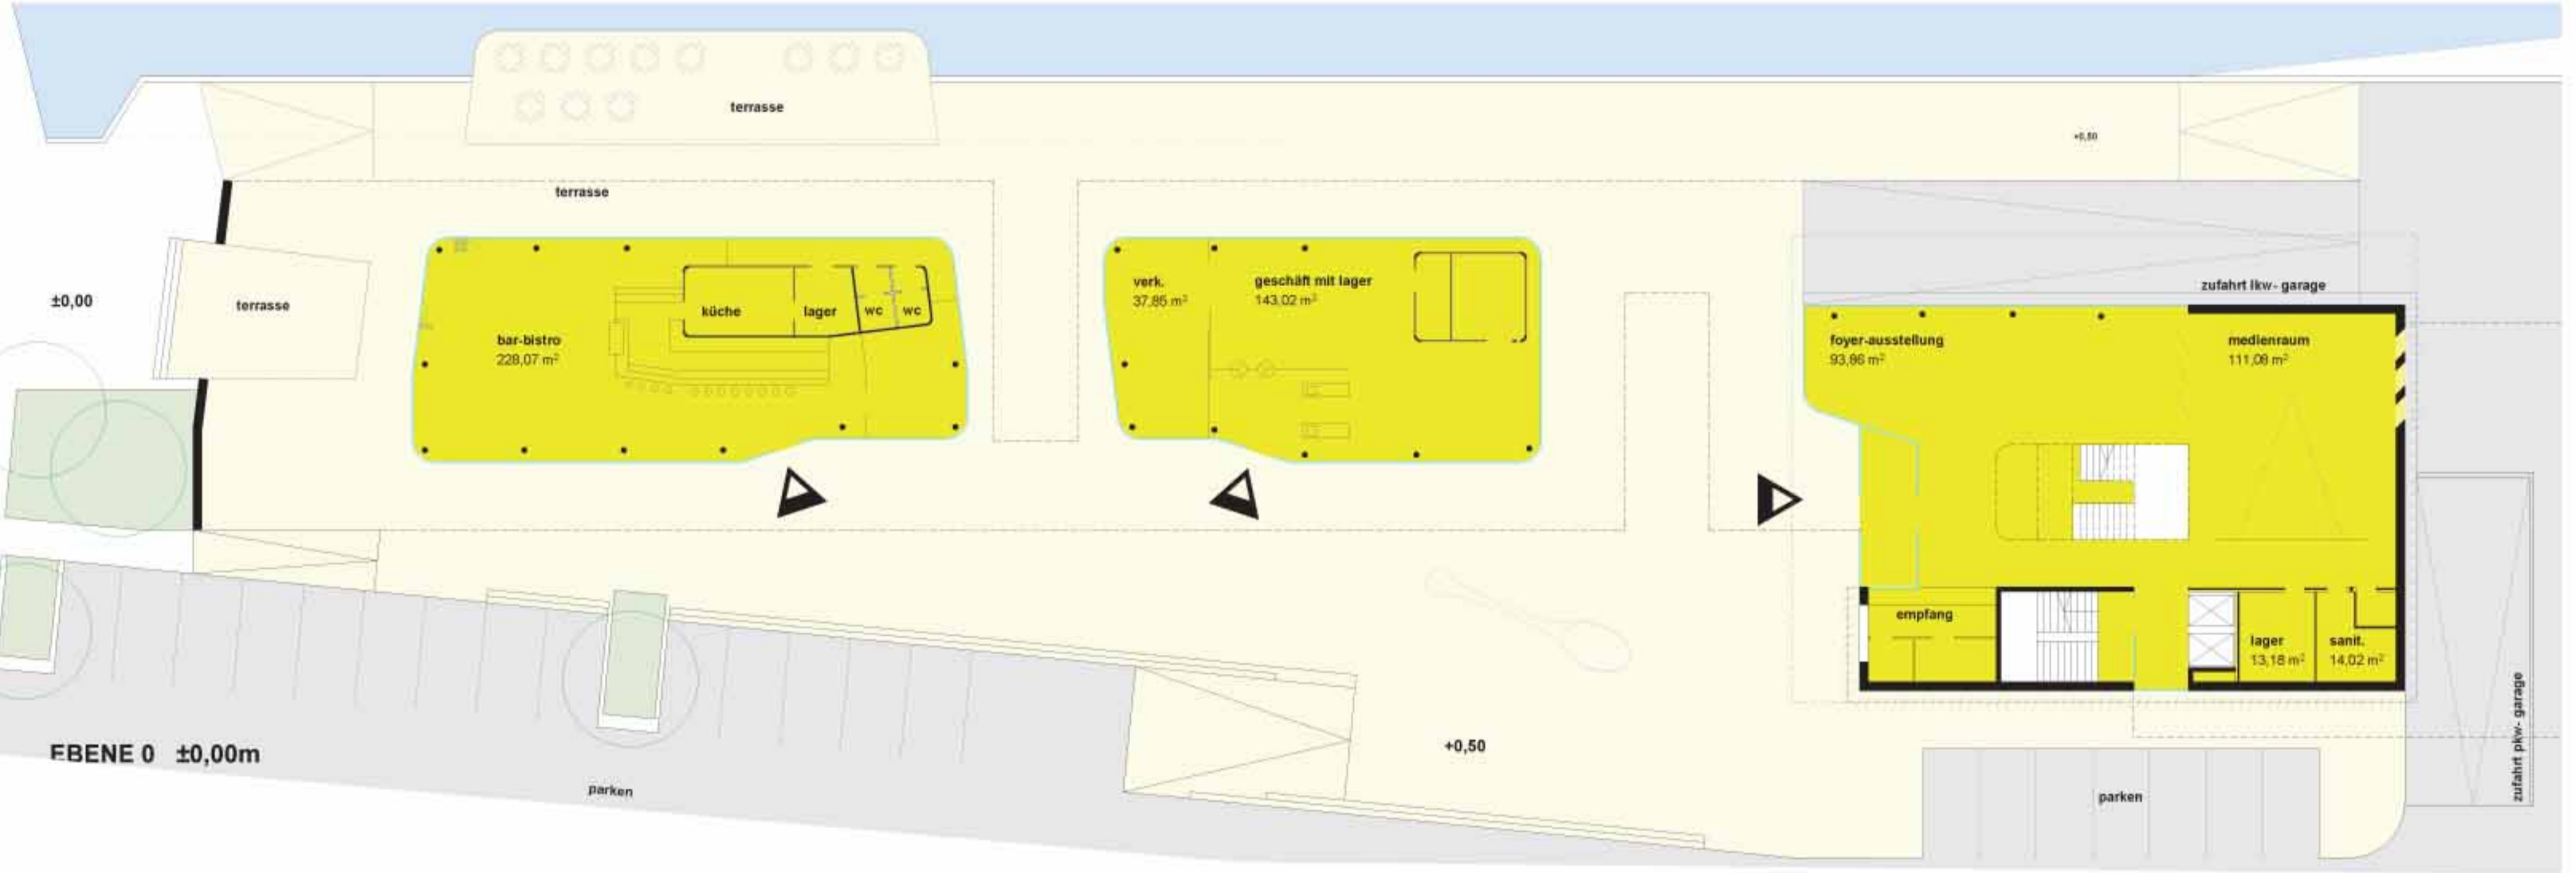 terrasse
+0,50
terrasse
±0,00
terrasse
bar-bistro
228,07 m²
küche
lager
wc
wc
verk.
37,85 m²
geschäft mit lager
143,02 m²
zufahrt lkw- garage
foyer-ausstellung
93,86 m²
medienraum
111,08 m²
empfang
lager
13,18 m²
sanit.
14,02 m²
zufahrt pkw- garage
+0,50
EBENE 0 ±0,00m
parken
parken